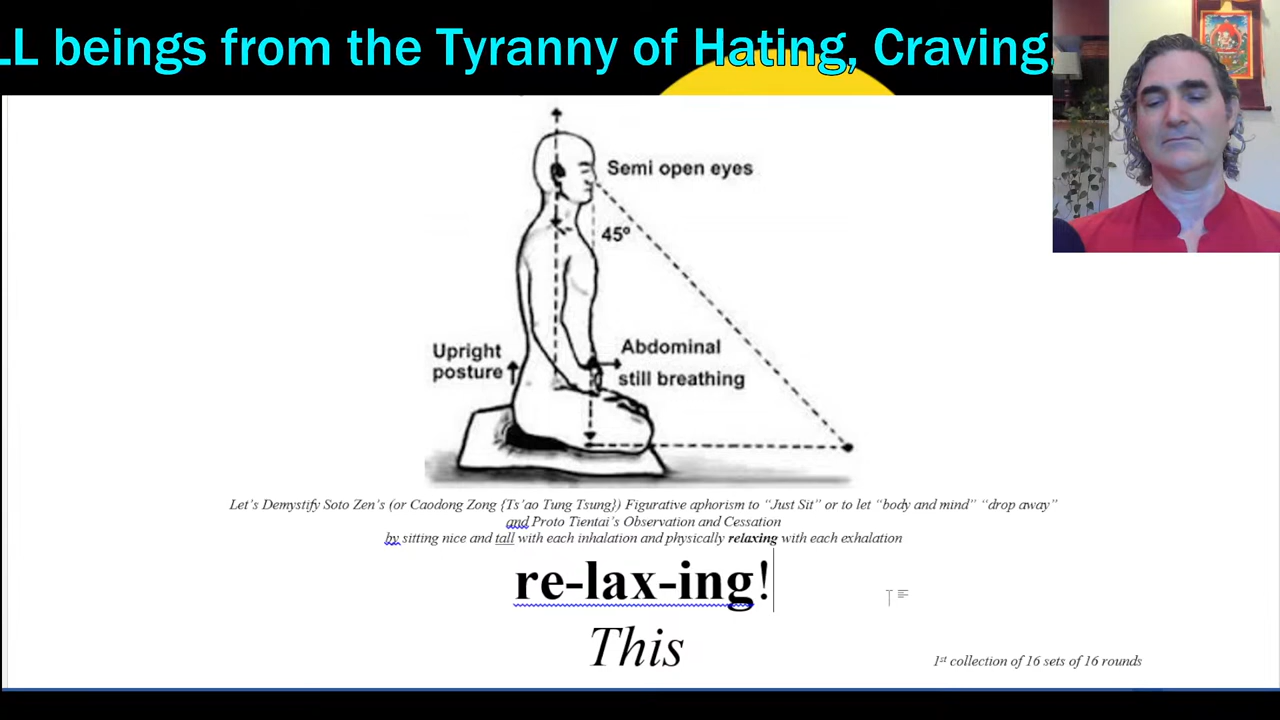 LL beings from the Tyranny of Hating, Craving,
Semi open eyes
45º
Upright
posture
Abdominal
still breathing
Let's Demystify Soto Zen's (or Caodong Zong {Ts'ao Tung Tsung}) Figurative aphorism to “Just Sit” or to let “body and mind” “drop away”
and Proto Tientai's Observation and Cessation
by sitting nice and tall with each inhalation and physically relaxing with each exhalation
re-lax-ing!
This
1st collection of 16 sets of 16 rounds